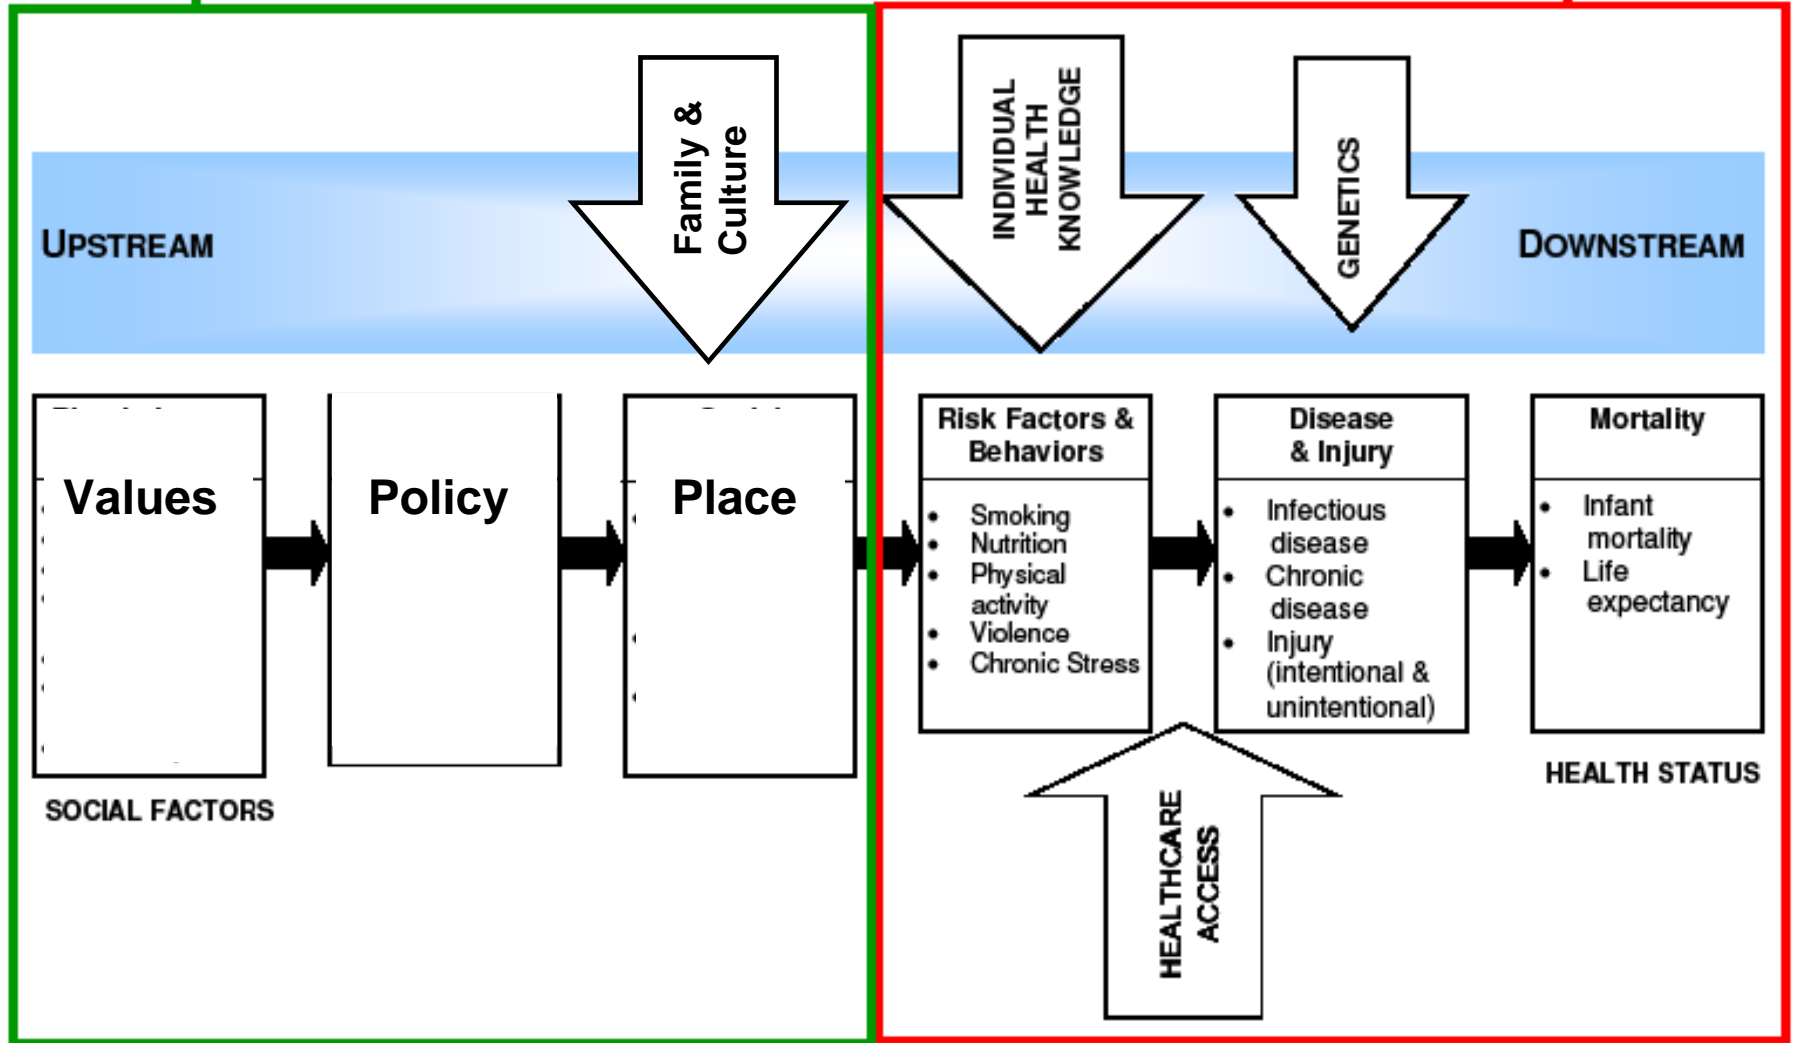 Family &
Culture
INDIVIDUAL
HEALTH
KNOWLEDGE
GENETICS
UPSTREAM
DOWNSTREAM
Values
Policy
Place
Risk Factors &
Behaviors
• Smoking
• Nutrition
• Physical
activity
• Violence
• Chronic Stress
Disease
& Injury
• Infectious
disease
• Chronic
disease
• Injury
(intentional &
unintentional)
Mortality
• Infant
mortality
• Life
expectancy
SOCIAL FACTORS
HEALTH STATUS
HEALTHCARE
ACCESS